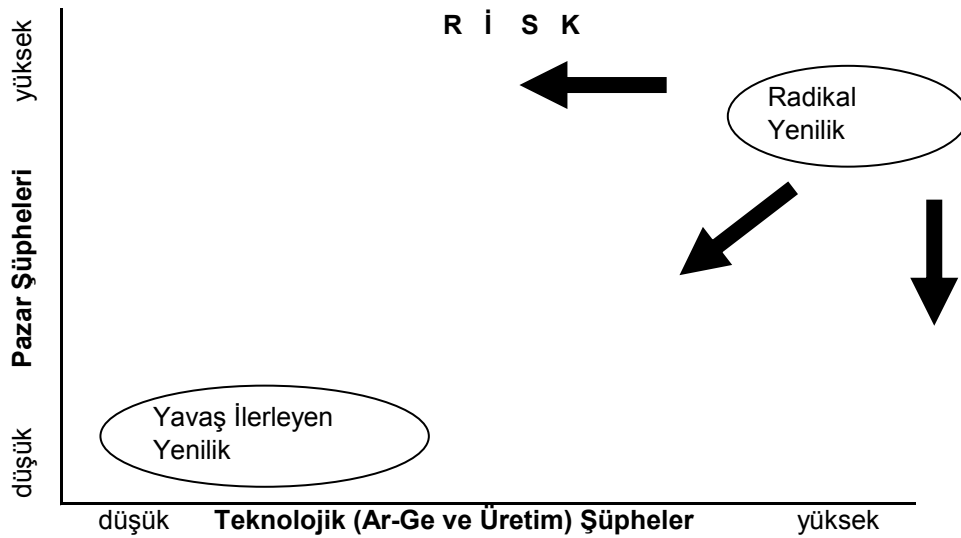 R İ S K
yüksek
Radikal
Yenilik
Pazar Şüpheleri
Yavaş İlerleyen
Yenilik
düşük
düşük Teknolojik (Ar-Ge ve Üretim) Şüpheler yüksek